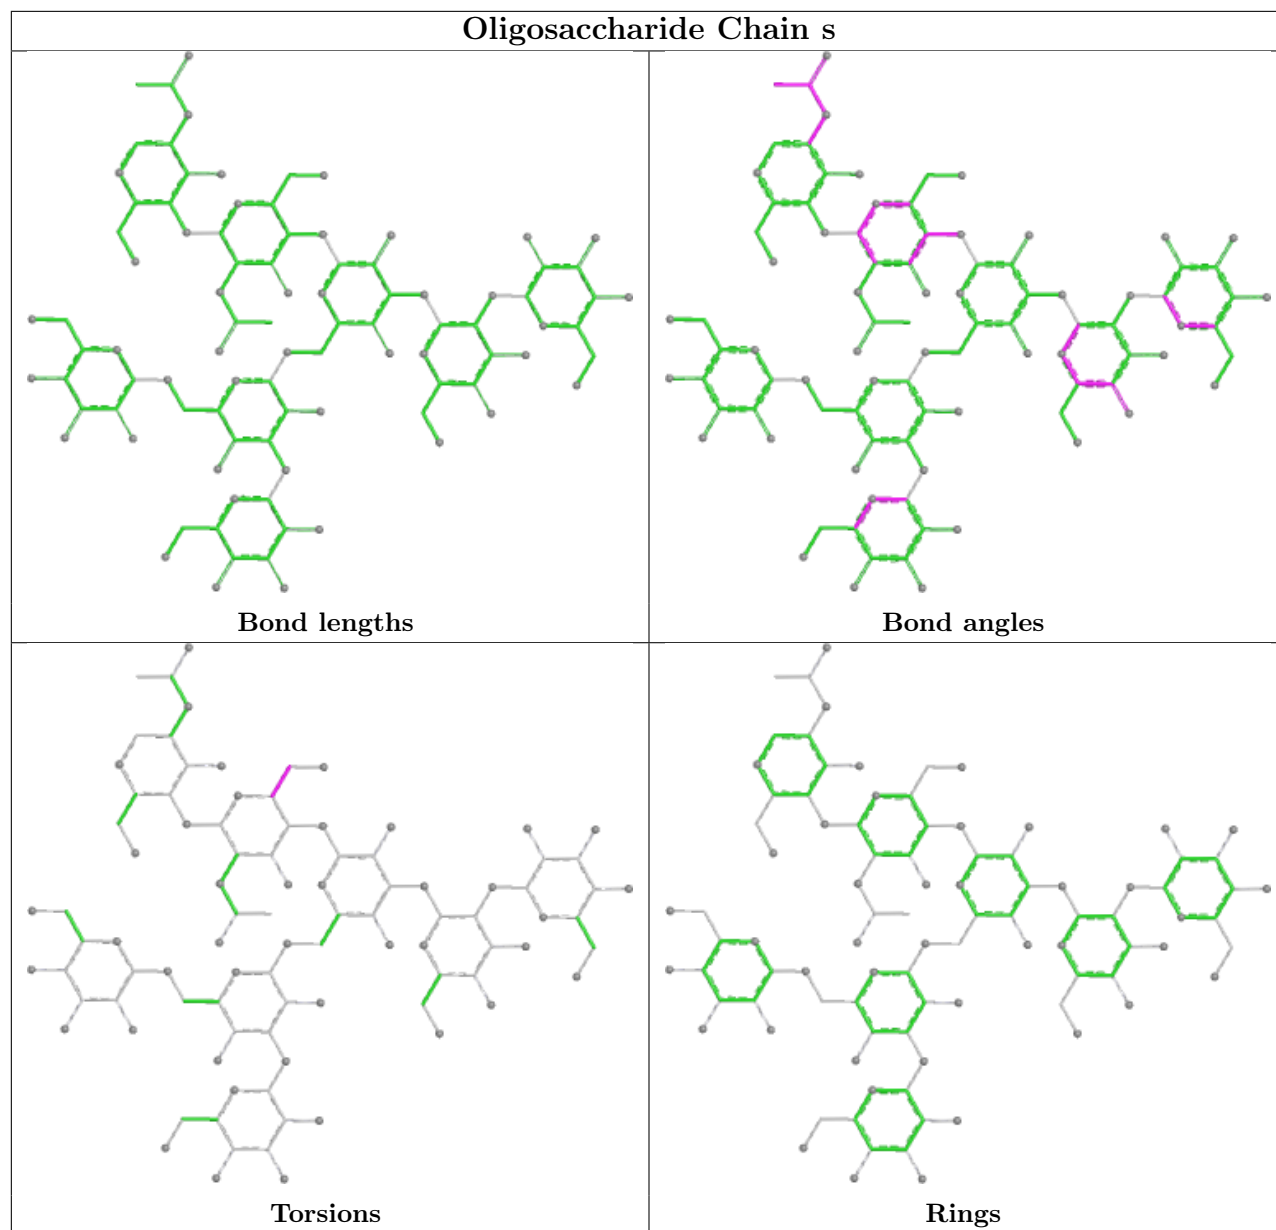 Oligosaccharide Chain s
Bond lengths
Bond angles
Torsions
Rings